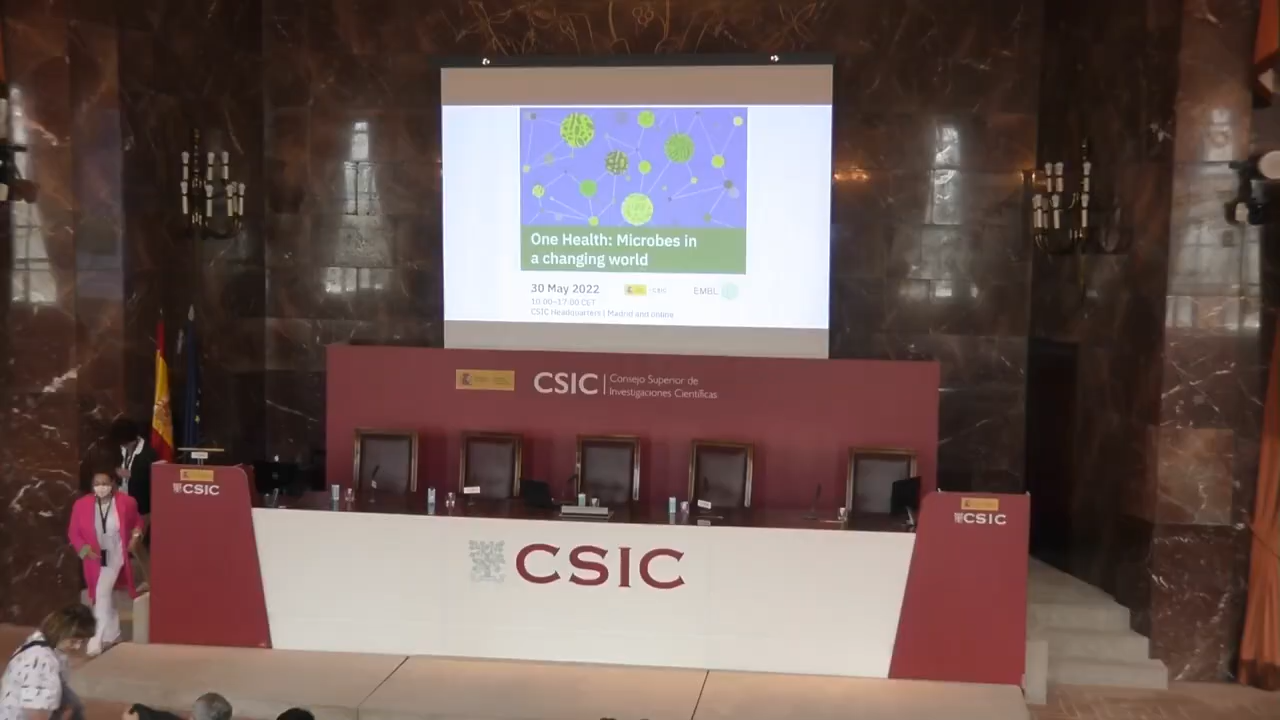 One Health: Microbes in
a changing world
30 May 2022
10:00–17:00 CET
CSIC
EMBL
CSIC Headquarters | Madrid and online
CSIC
Consejo Superior de
Investigaciones Científicas
CSIC
CSIC
CSIC